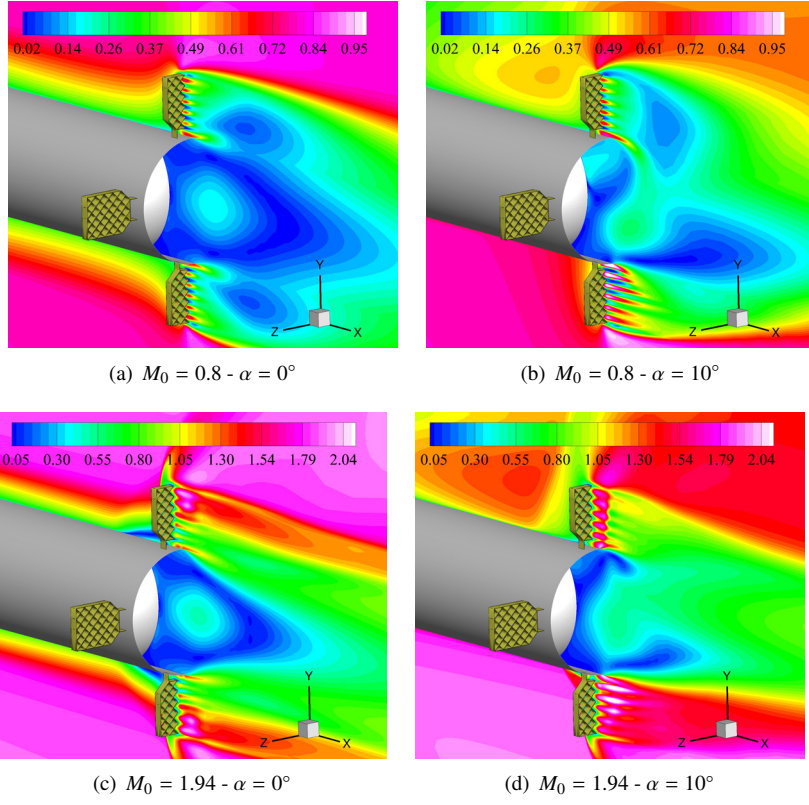 0.02 0.14 0.26 0.37 0.49 0.61 0.72 0.84 0.95
Y
Z X
(a) M₀ = 0.8 - α = 0°
0.02 0.14 0.26 0.37 0.49 0.61 0.72 0.84 0.95
Y
Z X
(b) M₀ = 0.8 - α = 10°
0.05 0.30 0.55 0.80 1.05 1.30 1.54 1.79 2.04
Y
Z X
(c) M₀ = 1.94 - α = 0°
0.05 0.30 0.55 0.80 1.05 1.30 1.54 1.79 2.04
Y
Z X
(d) M₀ = 1.94 - α = 10°